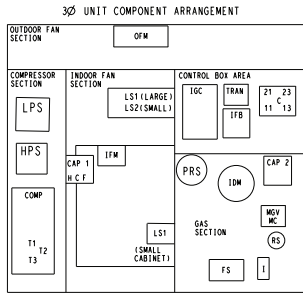 3Ø UNIT COMPONENT ARRANGEMENT
OUTDOOR FAN
SECTION
OFM
COMPRESSOR
SECTION
LPS
HPS
COMP
T1
T2
T3
INDOOR FAN
SECTION
LS1 (LARGE)
LS2 (SMALL)
IFM
CAP 1
H C F
LS1
(SMALL
CABINET)
CONTROL BOX AREA
IGC
TRAN
IFB
21 23
C
11 13
PRS
IDM
CAP 2
MGV
MC
GAS
SECTION
RS
FS
I